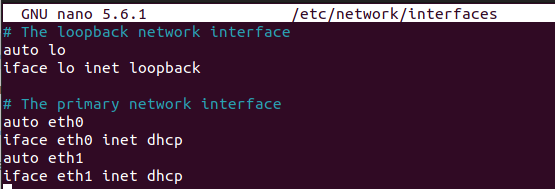 GNU nano 5.6.1 /etc/network/interfaces
# The loopback network interface
auto lo
iface lo inet loopback
# The primary network interface
auto eth0
iface eth0 inet dhcp
auto eth1
iface eth1 inet dhcp